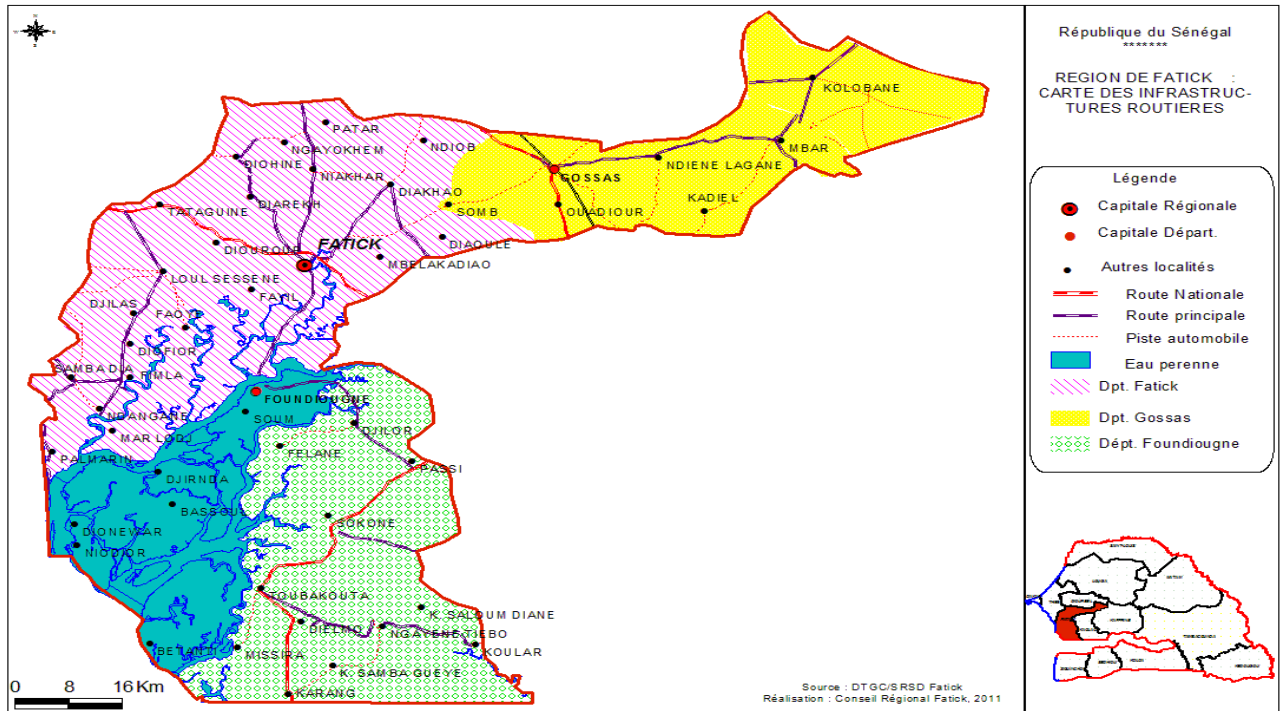 PATAR
NGAYOKHEM
NDIOB
DIOHINE
NIAKHAR
DIAKHAO
DIAREKH
TATAGUINE
SOMB
DIOUROUP
FATICK
DIAOULE
MBELAKADIAO
LOUL SESSENE
FAYIL
DJILAS
FAOYE
DIOFIOR
SAMBADIA
FIMLA
NDANGANE
MAR LODJ
PALMARIN
KOLOBANE
MBAR
NDIENE LAGANE
GOSSAS
OUADIOUR
KADIEL
FOUNDIOUGNE
SOUM
DJILOR
FELANE
PASSI
DJIRNDA
BASSOUL
SOKONE
DIONEWAR
NIODIOR
TOUBAKOUTA
K. SALOUM DIANE
DIELMO
NGAYENE TIEBO
BETANTI
MISSIRA
KOULAR
K. SAMBA GUEYE
KARANG
0 8 16 Km
Source : DTGC/SRSD Fatick
Réalisation : Conseil Régional Fatick, 2011
République du Sénégal
*******
REGION DE FATICK :
CARTE DES INFRASTRUC-
TURES ROUTIERES
Légende
Capitale Régionale
Capitale Départ.
Autres localités
Route Nationale
Route principale
Piste automobile
Eau perenne
Dpt. Fatick
Dpt. Gossas
Dépt. Foundiougne